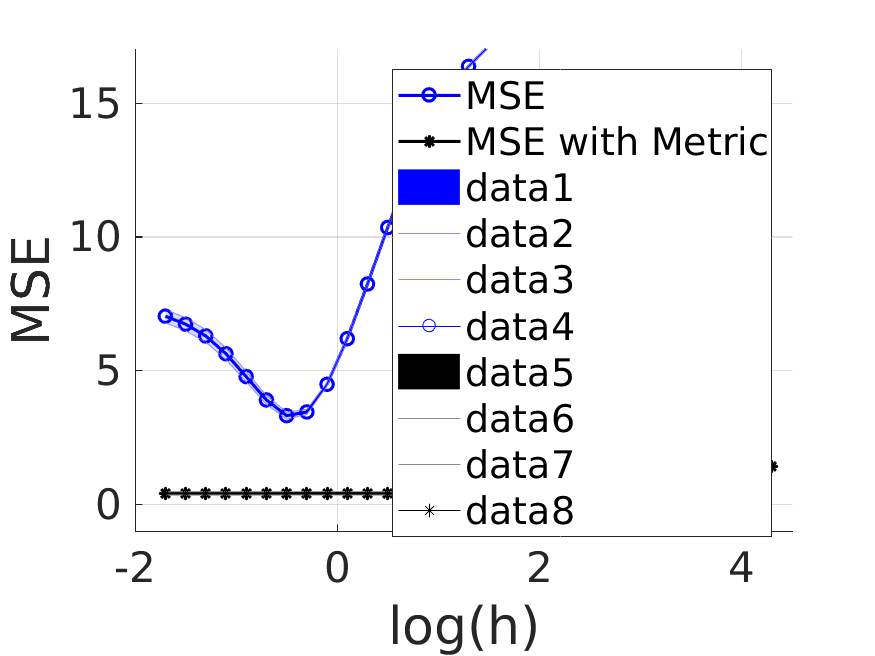 15
10
5
0
MSE
-2
0
2
4
log(h)
MSE
MSE with Metric
data1
data2
data3
data4
data5
data6
data7
data8